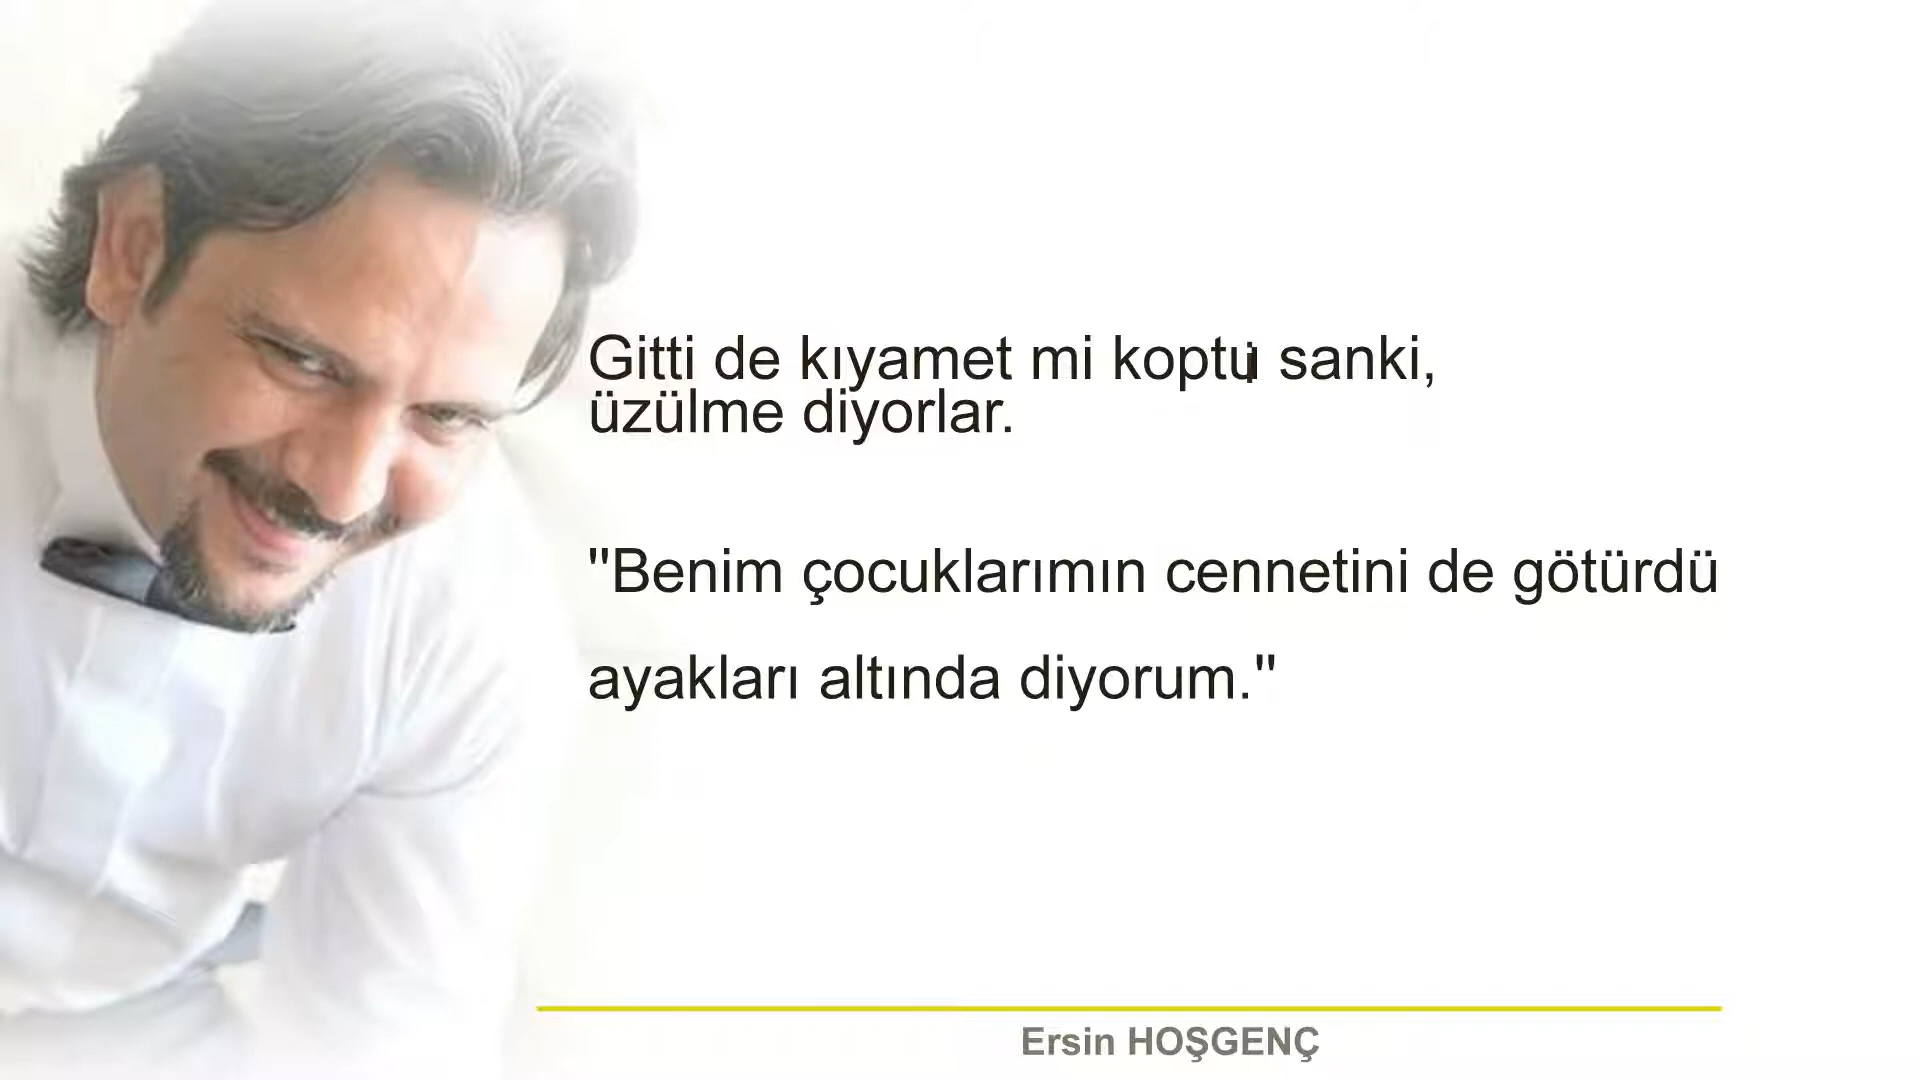 Gitti de kıyamet mi koptu sanki,
üzülme diyorlar.
"Benim çocuklarımın cennetini de götürdü
ayakları altında diyorum."
Ersin HOŞGENÇ